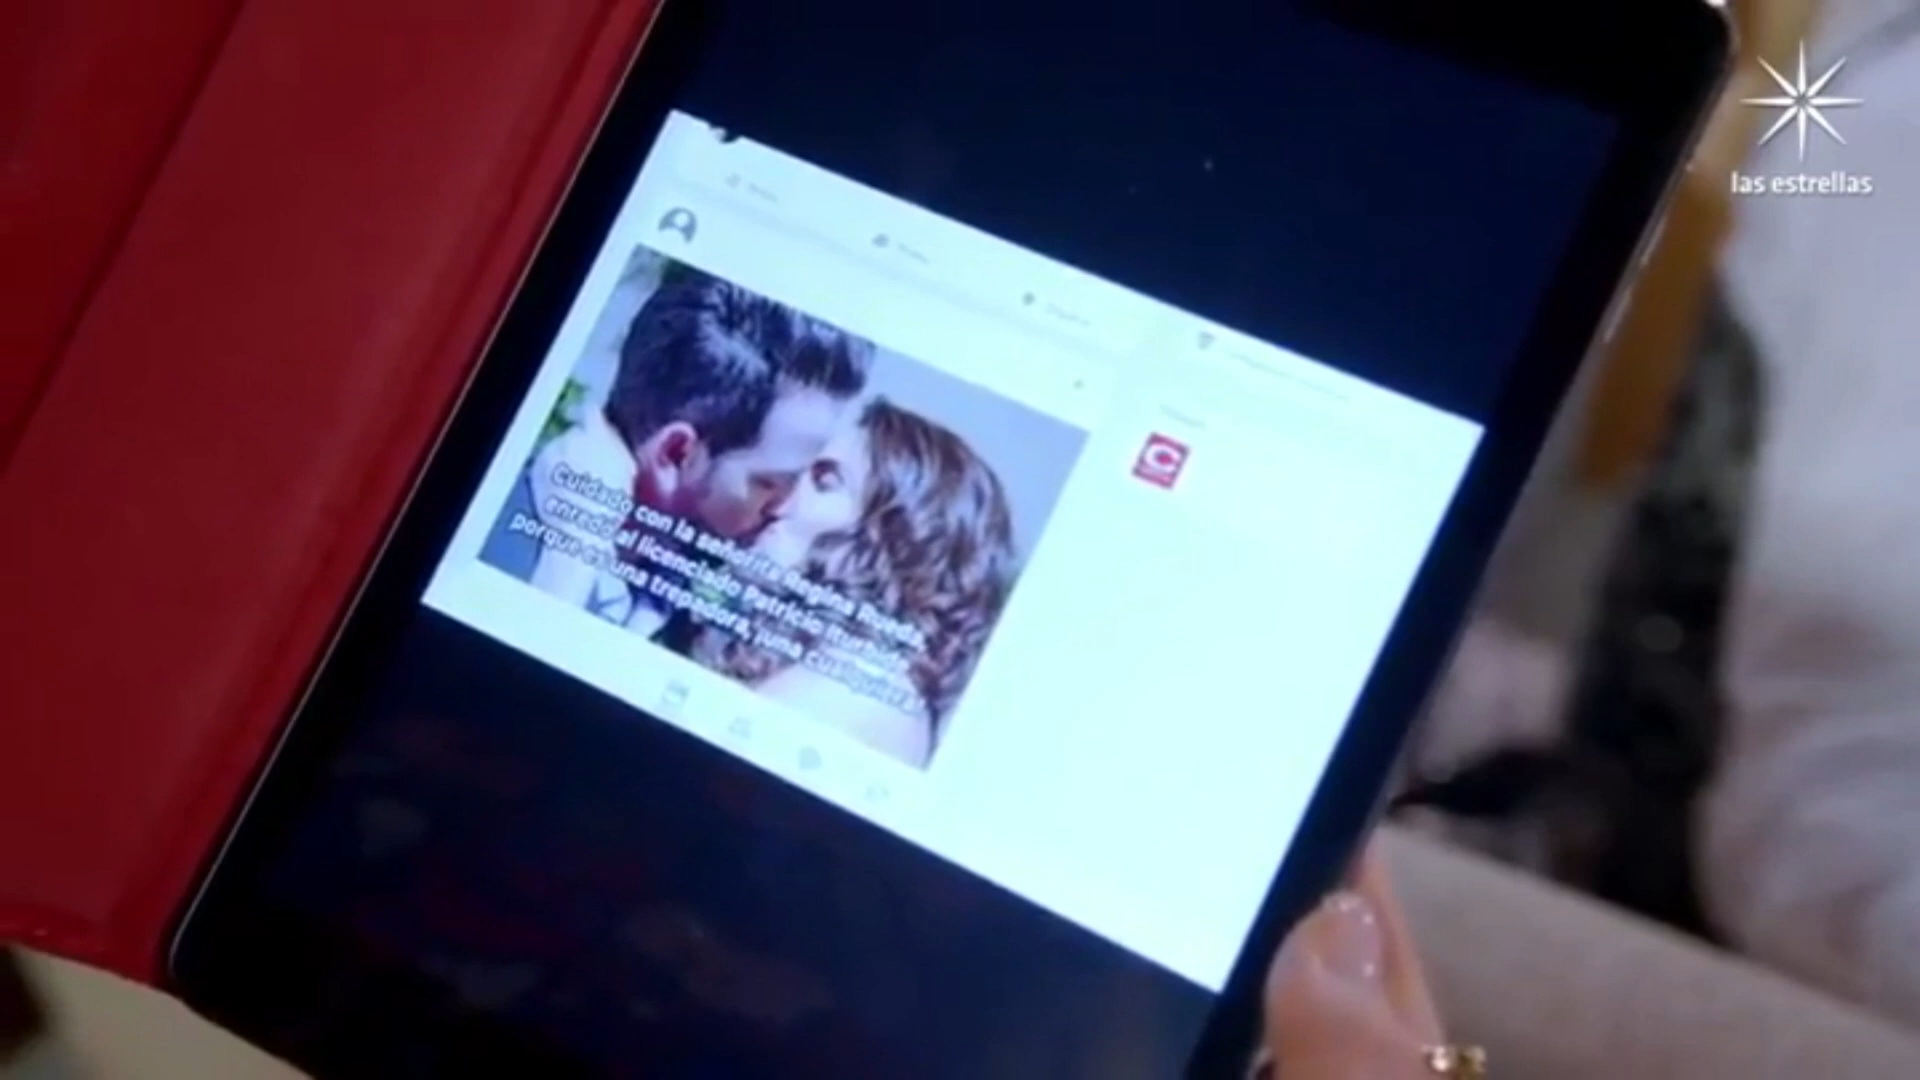 las estrellas
Cuidado con la señorita Regina Rueda,
enredó al licenciado Patricio Iturbide
porque es una trepadora, ¡una cualquiera!
C